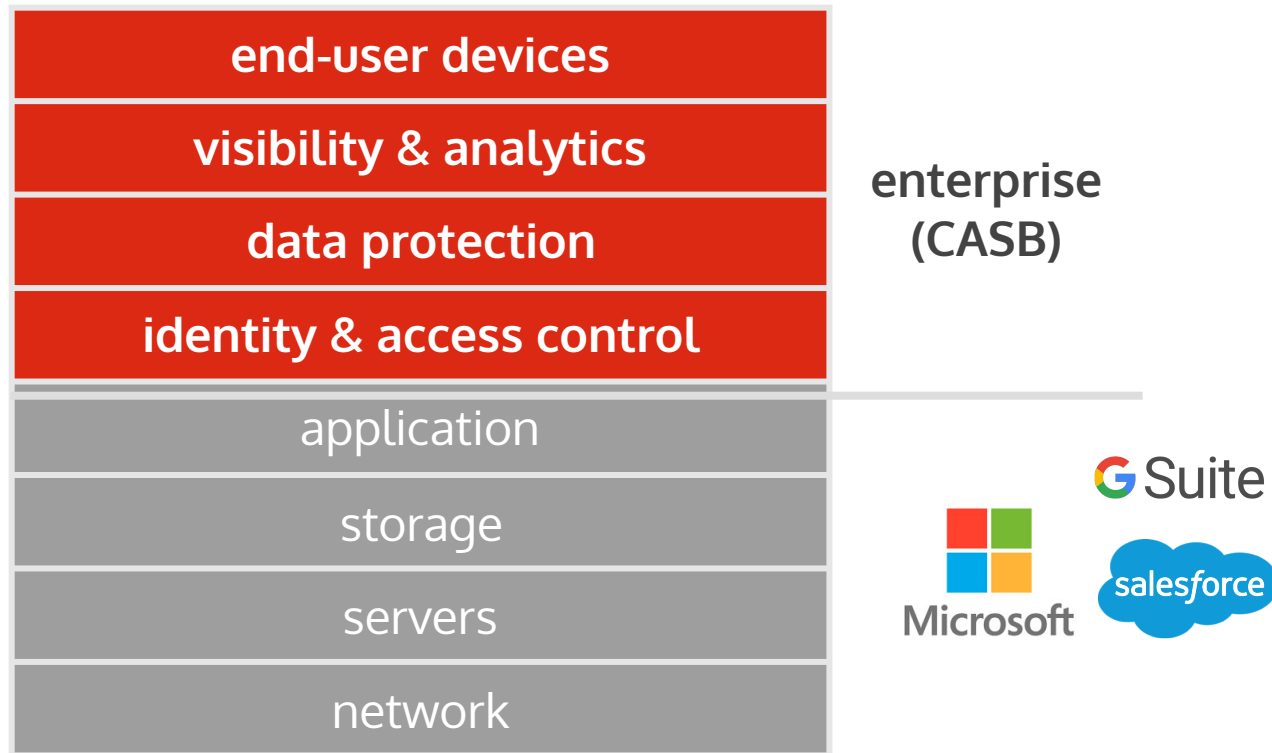 end-user devices
visibility & analytics
data protection
identity & access control
enterprise
(CASB)
application
storage
servers
network
G Suite
Microsoft
salesforce